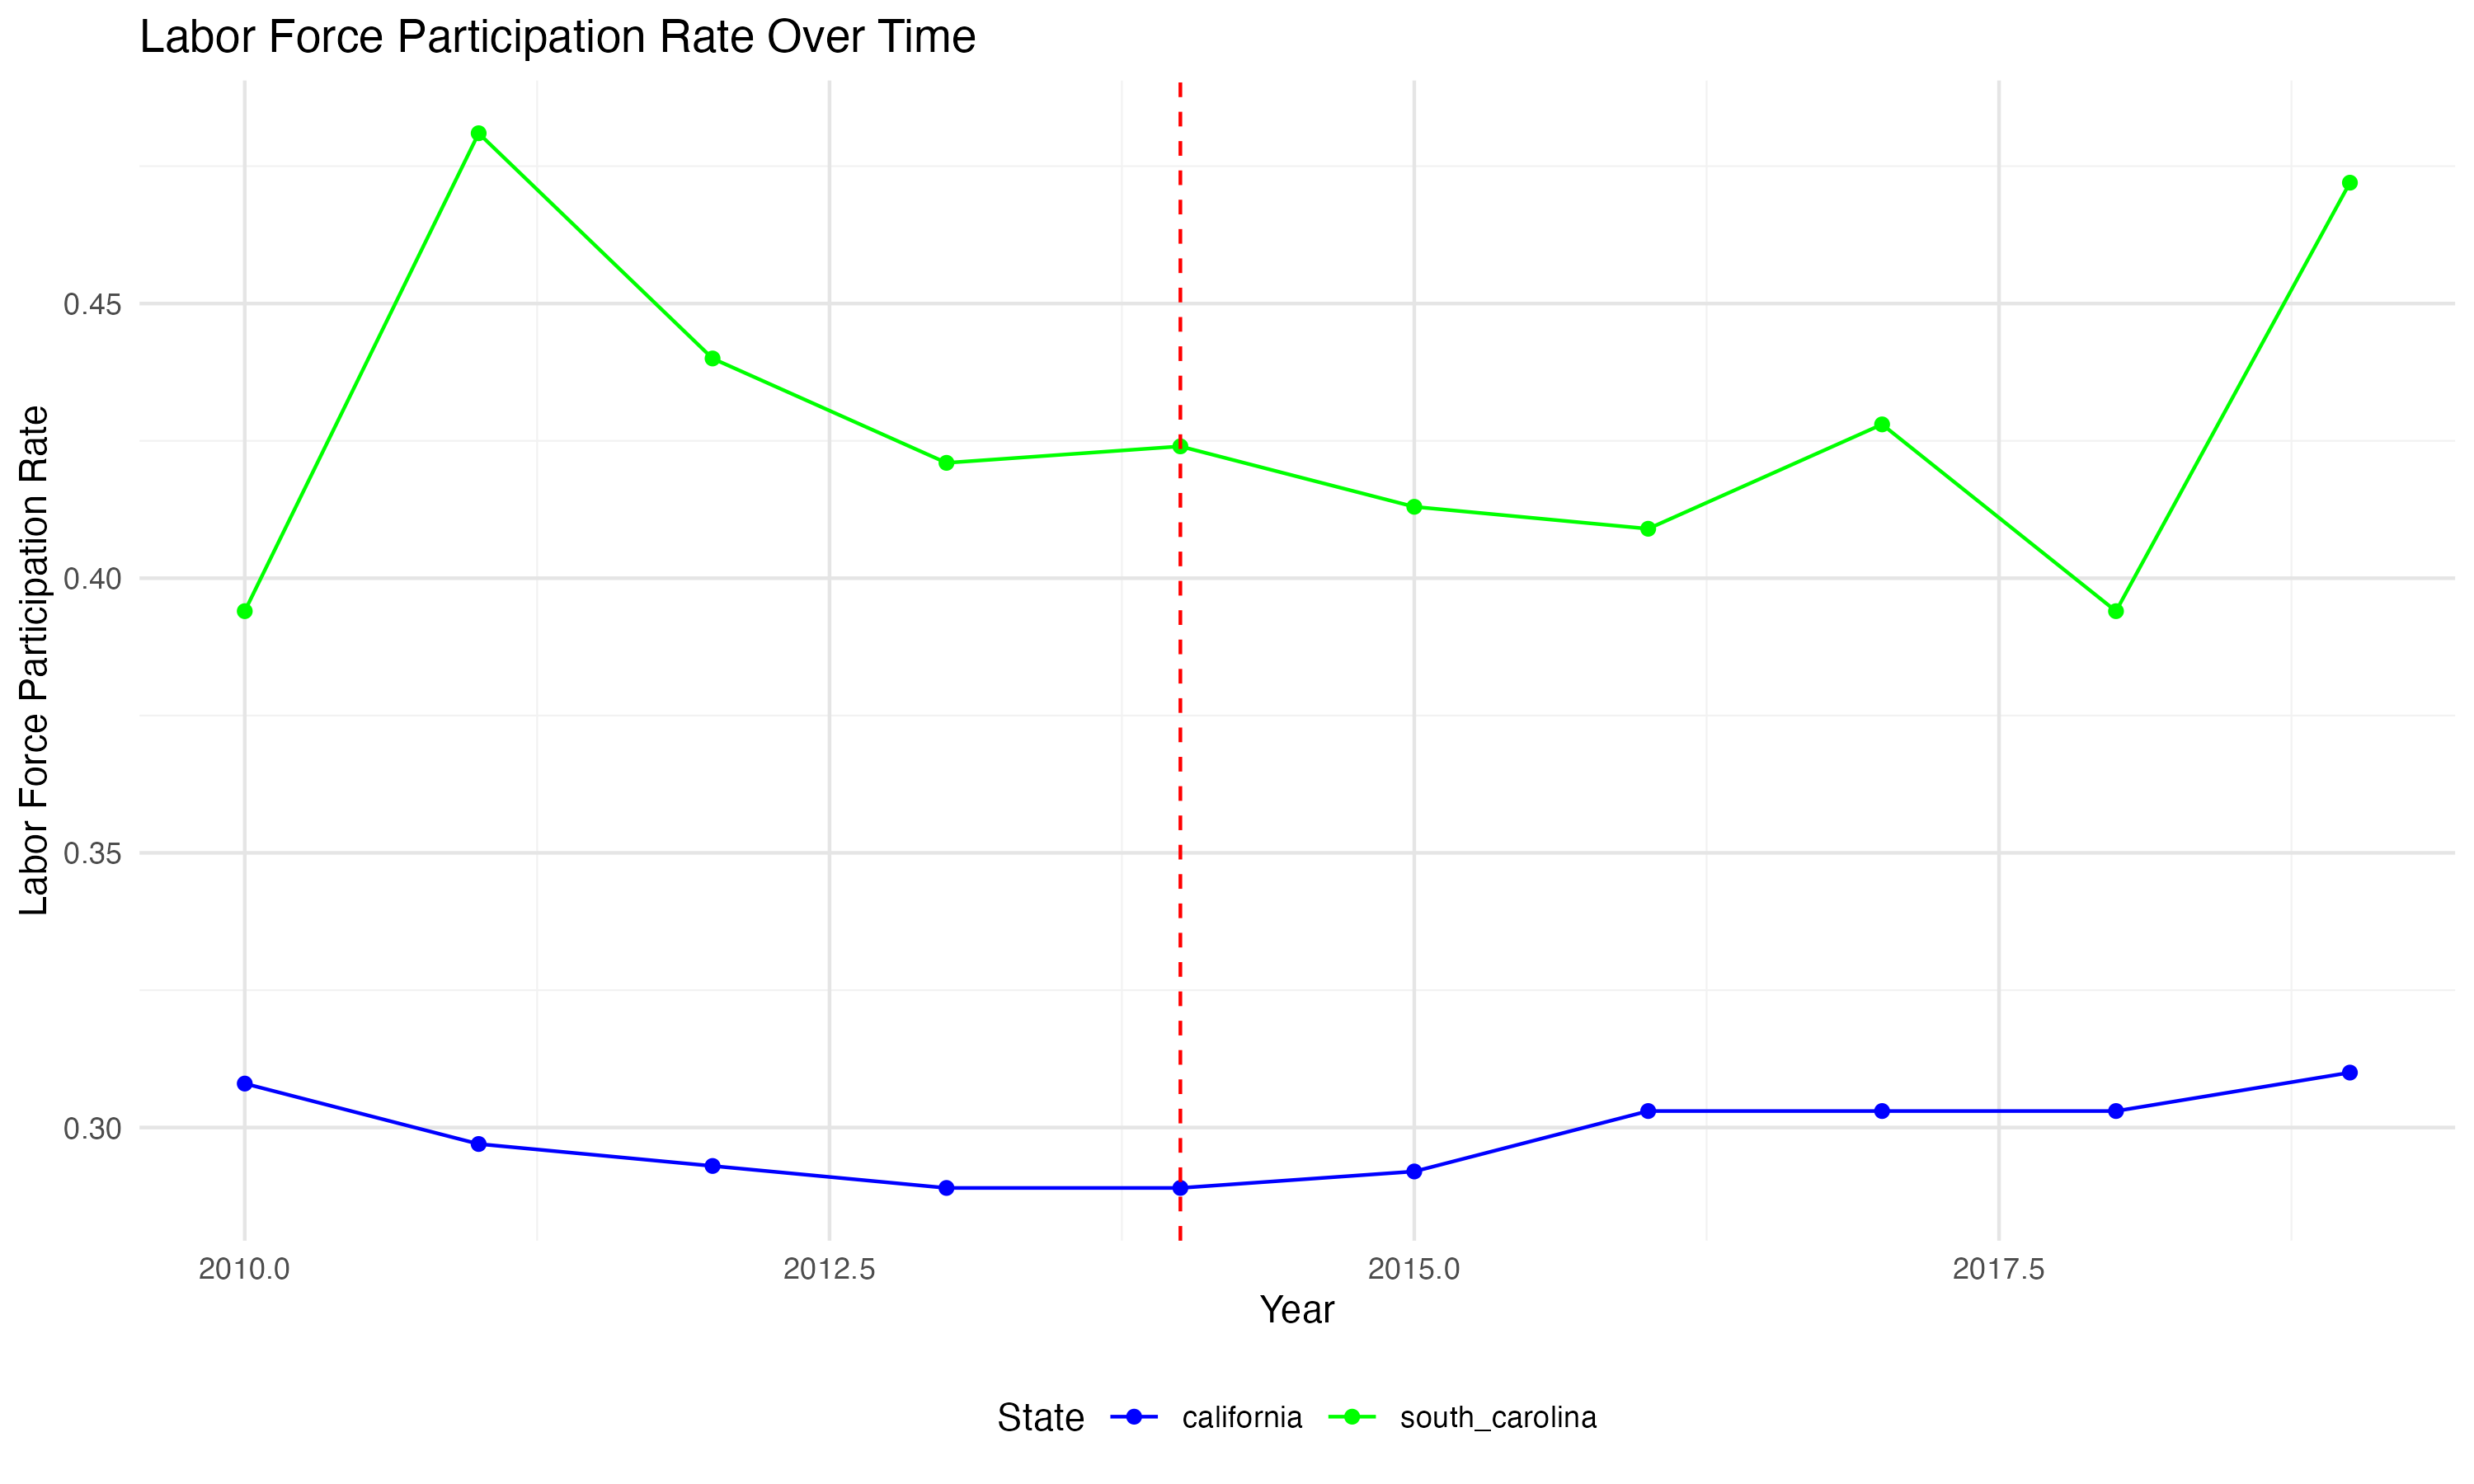 Labor Force Participation Rate Over Time
Labor Force Participation Rate
0.45
0.40
0.35
0.30
2010.0 2012.5 2015.0 2017.5
Year
State california south_carolina